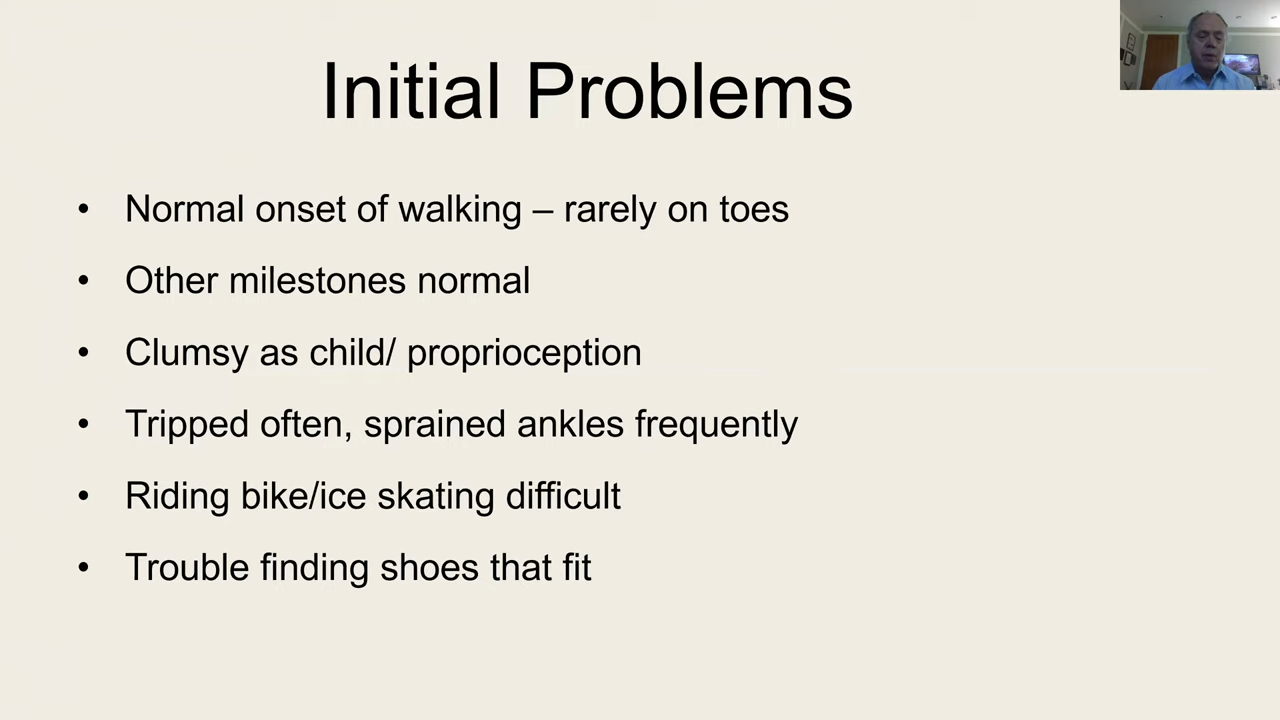 Initial Problems
• Normal onset of walking – rarely on toes
• Other milestones normal
• Clumsy as child/ proprioception
• Tripped often, sprained ankles frequently
• Riding bike/ice skating difficult
• Trouble finding shoes that fit